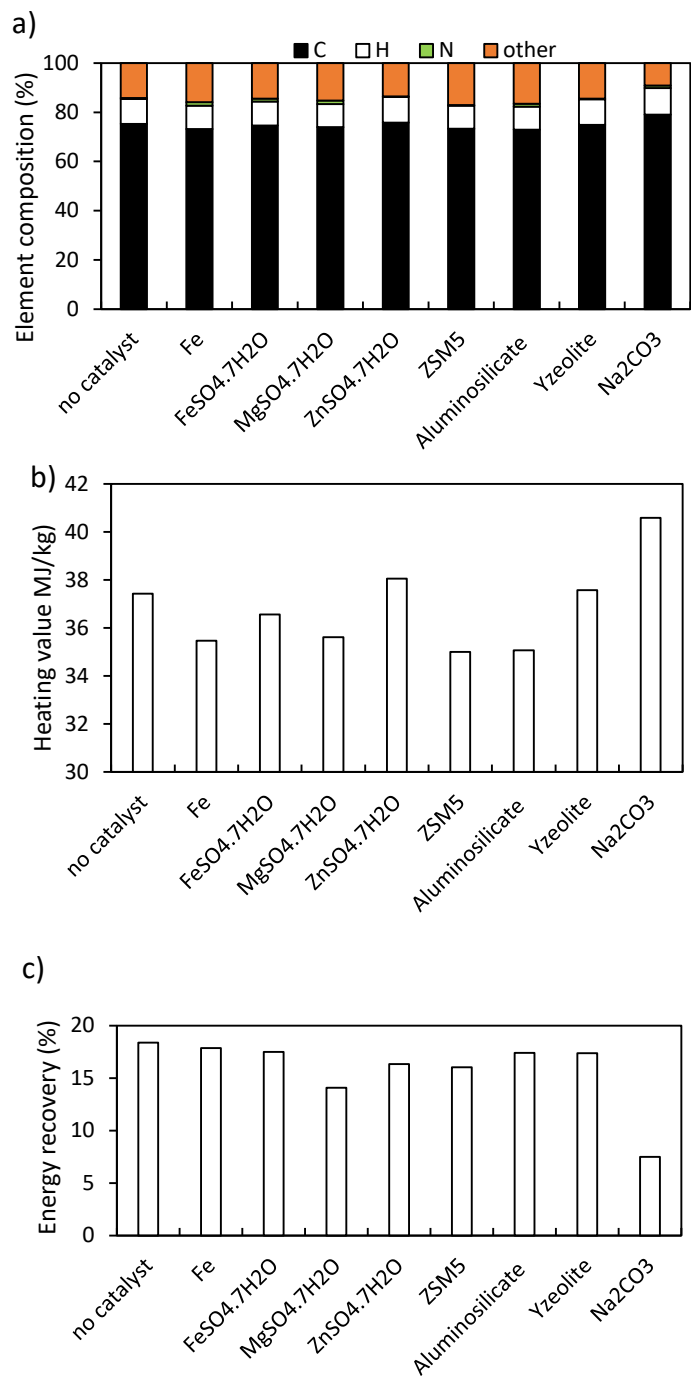 a)
C H N other
Element composition (%)
100
80
60
40
20
0
no catalyst
Fe
FeSO4.7H2O
MgSO4.7H2O
ZnSO4.7H2O
ZSM5
Aluminosilicate
Yzeolite
Na2CO3
b)
Heating value MJ/kg
42
40
38
36
34
32
30
no catalyst
Fe
FeSO4.7H2O
MgSO4.7H2O
ZnSO4.7H2O
ZSM5
Aluminosilicate
Yzeolite
Na2CO3
c)
Energy recovery (%)
20
15
10
5
0
no catalyst
Fe
FeSO4.7H2O
MgSO4.7H2O
ZnSO4.7H2O
ZSM5
Aluminosilicate
Yzeolite
Na2CO3